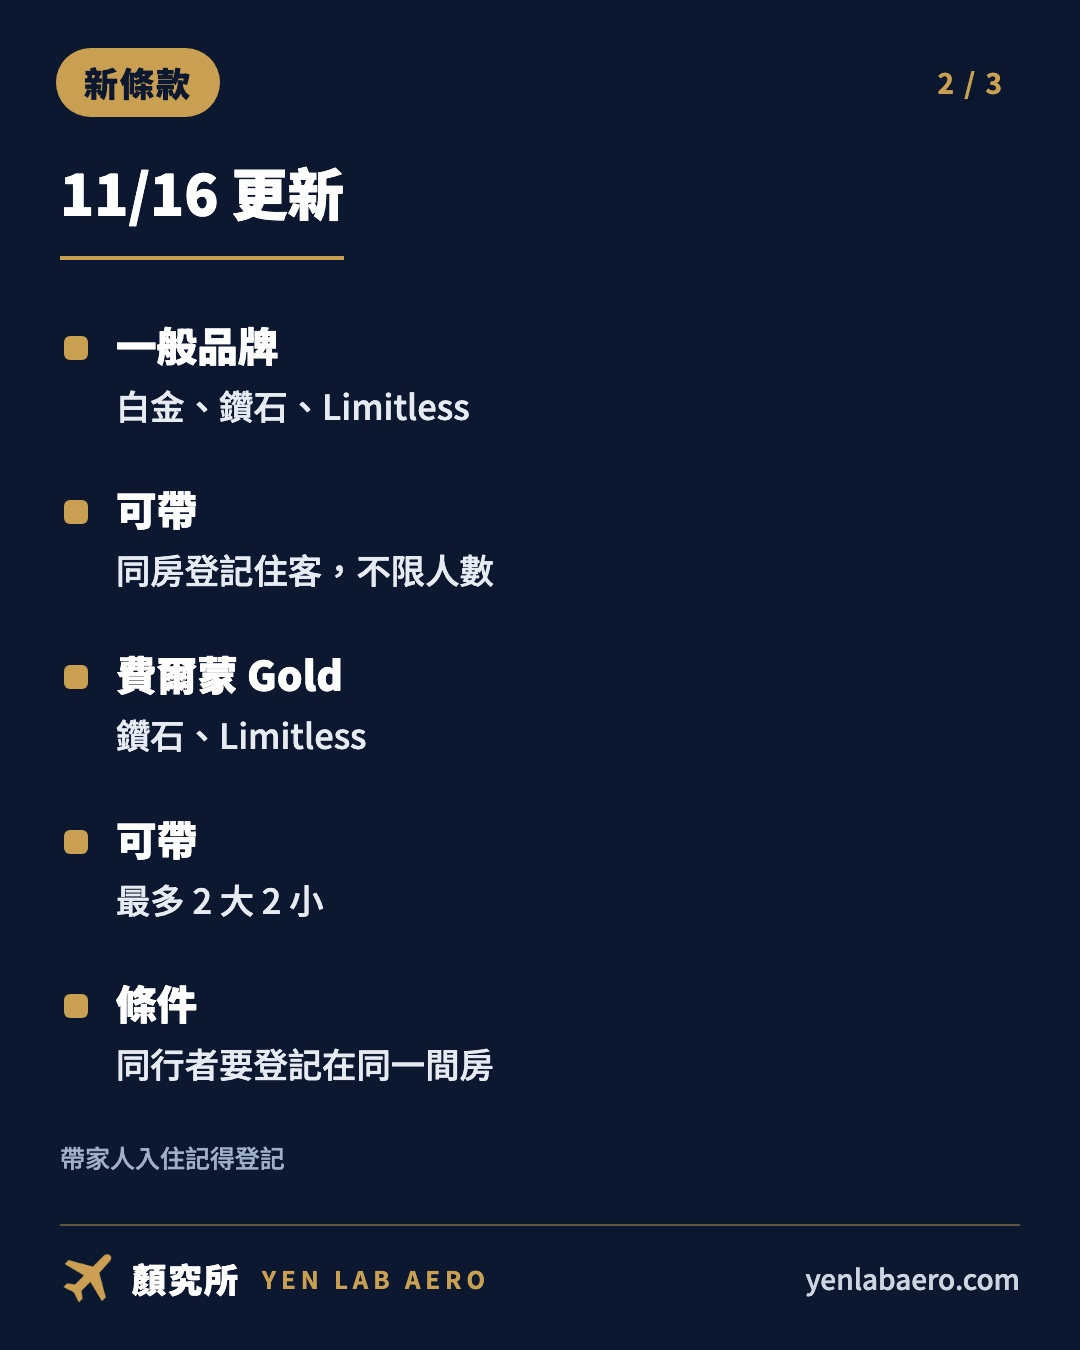 新條款
2 / 3
11/16 更新
一般品牌
白金、鑽石、Limitless
可帶
同房登記住客，不限人數
費爾蒙 Gold
鑽石、Limitless
可帶
最多 2 大 2 小
條件
同行者要登記在同一間房
帶家人入住記得登記
顏究所 YEN LAB AERO
yenlabaero.com